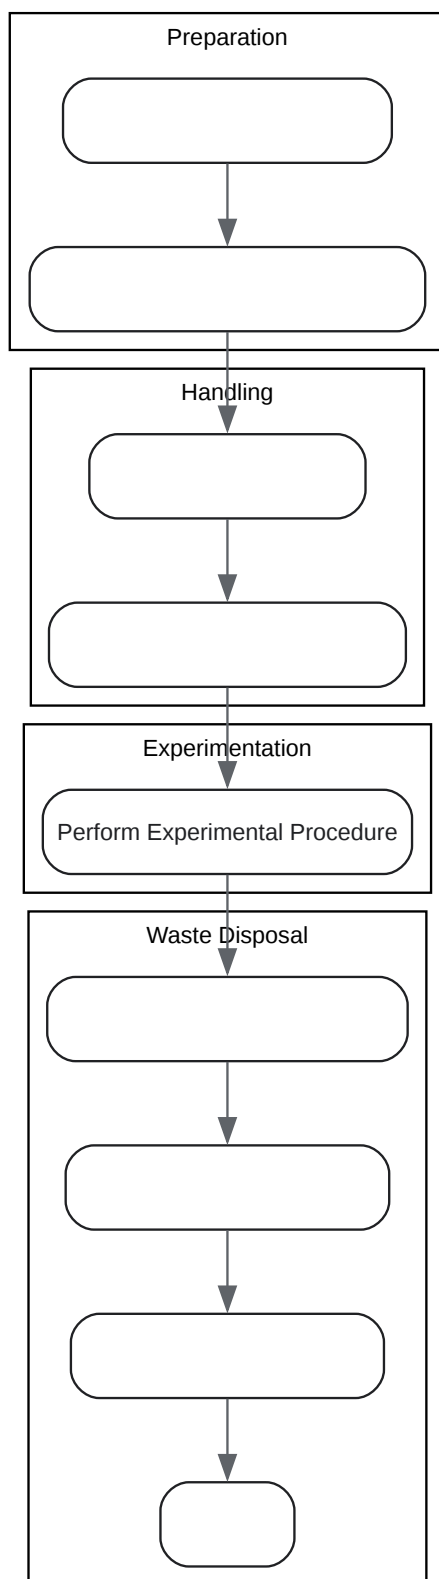 Preparation
Handling
Experimentation
Perform Experimental Procedure
Waste Disposal